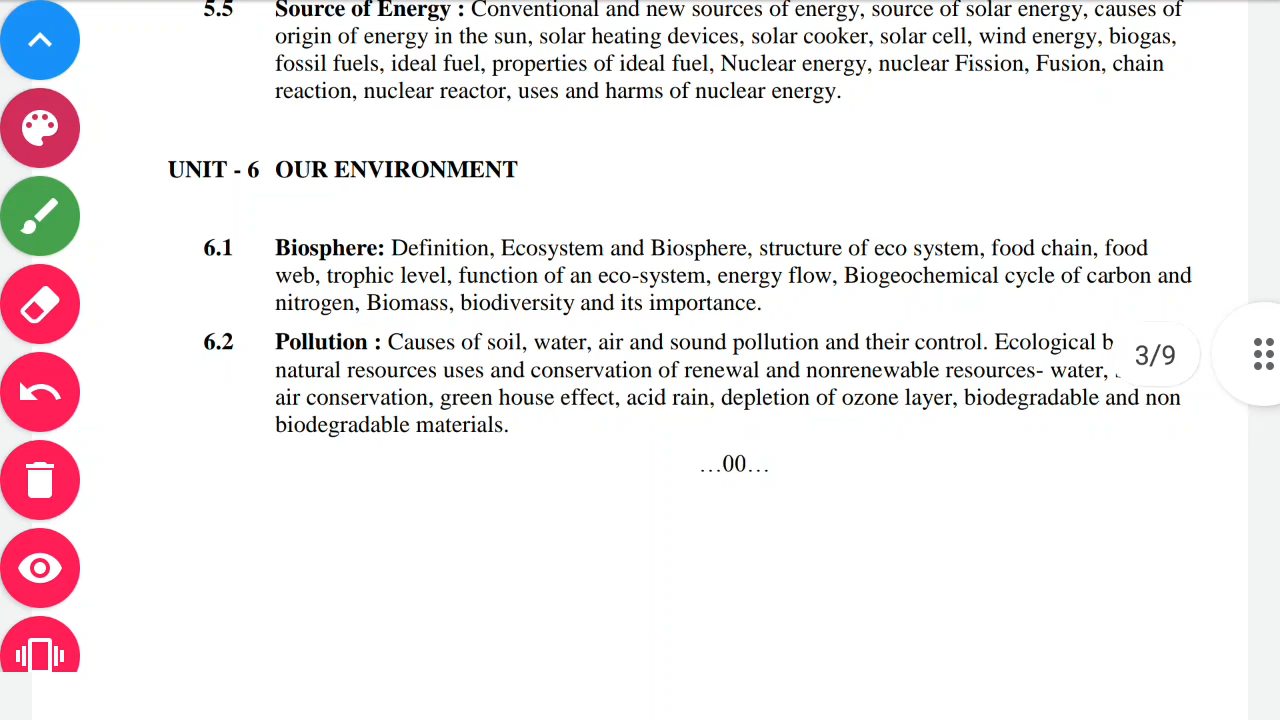 5.5 Source of Energy : Conventional and new sources of energy, source of solar energy, causes of
origin of energy in the sun, solar heating devices, solar cooker, solar cell, wind energy, biogas,
fossil fuels, ideal fuel, properties of ideal fuel, Nuclear energy, nuclear Fission, Fusion, chain
reaction, nuclear reactor, uses and harms of nuclear energy.
UNIT - 6 OUR ENVIRONMENT
6.1 Biosphere: Definition, Ecosystem and Biosphere, structure of eco system, food chain, food
web, trophic level, function of an eco-system, energy flow, Biogeochemical cycle of carbon and
nitrogen, Biomass, biodiversity and its importance.
6.2 Pollution : Causes of soil, water, air and sound pollution and their control. Ecological
3/9
natural resources uses and conservation of renewal and nonrenewable resources- water,
air conservation, green house effect, acid rain, depletion of ozone layer, biodegradable and non
biodegradable materials.
...00...